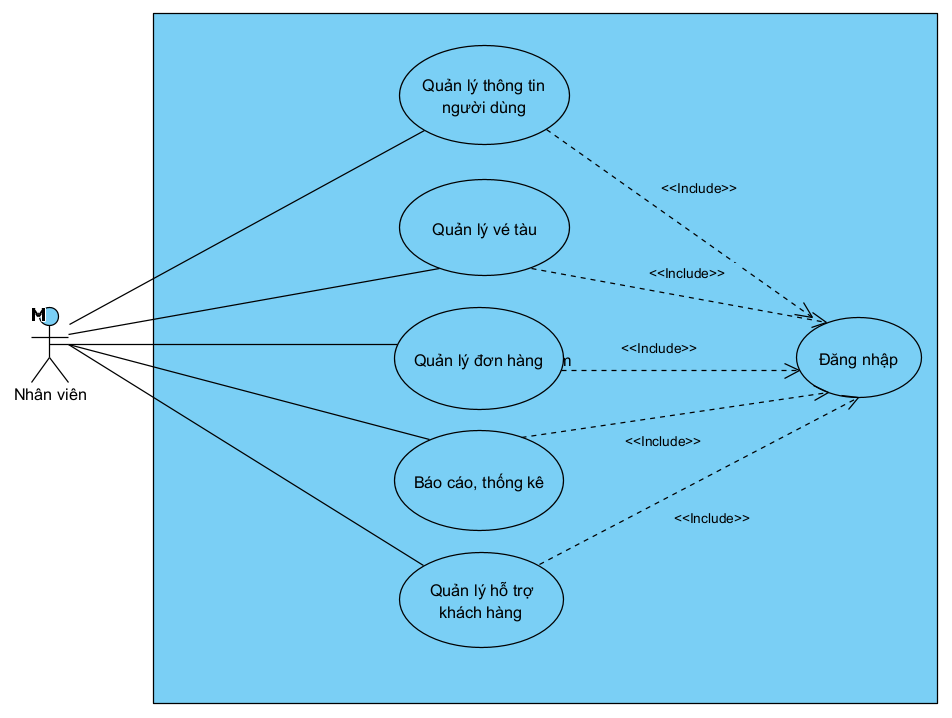 Quản lý thông tin
người dùng
<<Include>>
Quản lý vé tàu
<<Include>>
M
Nhân viên
Quản lý đơn hàng n
<<Include>>
Đăng nhập
<<Include>>
Báo cáo, thống kê
<<Include>>
Quản lý hỗ trợ
khách hàng